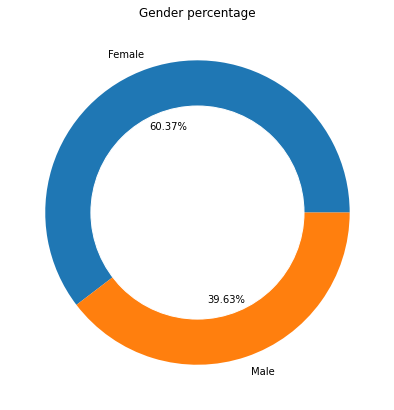 Gender percentage
Female
60.37%
39.63%
Male